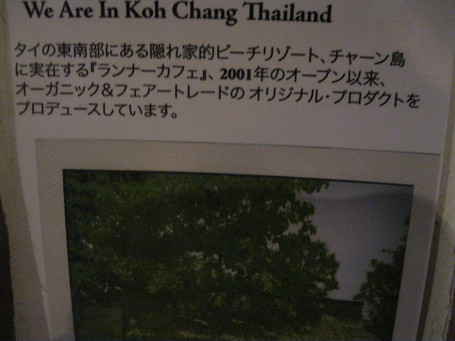 We Are In Koh Chang Thailand
タイの東南部にある隠れ家的ビーチリゾート、チャーン島
に実在する『ランナーカフェ』、2001年のオープン以来、
オーガニック&フェアートレードの オリジナル・プロダクトを
プロデュースしています。